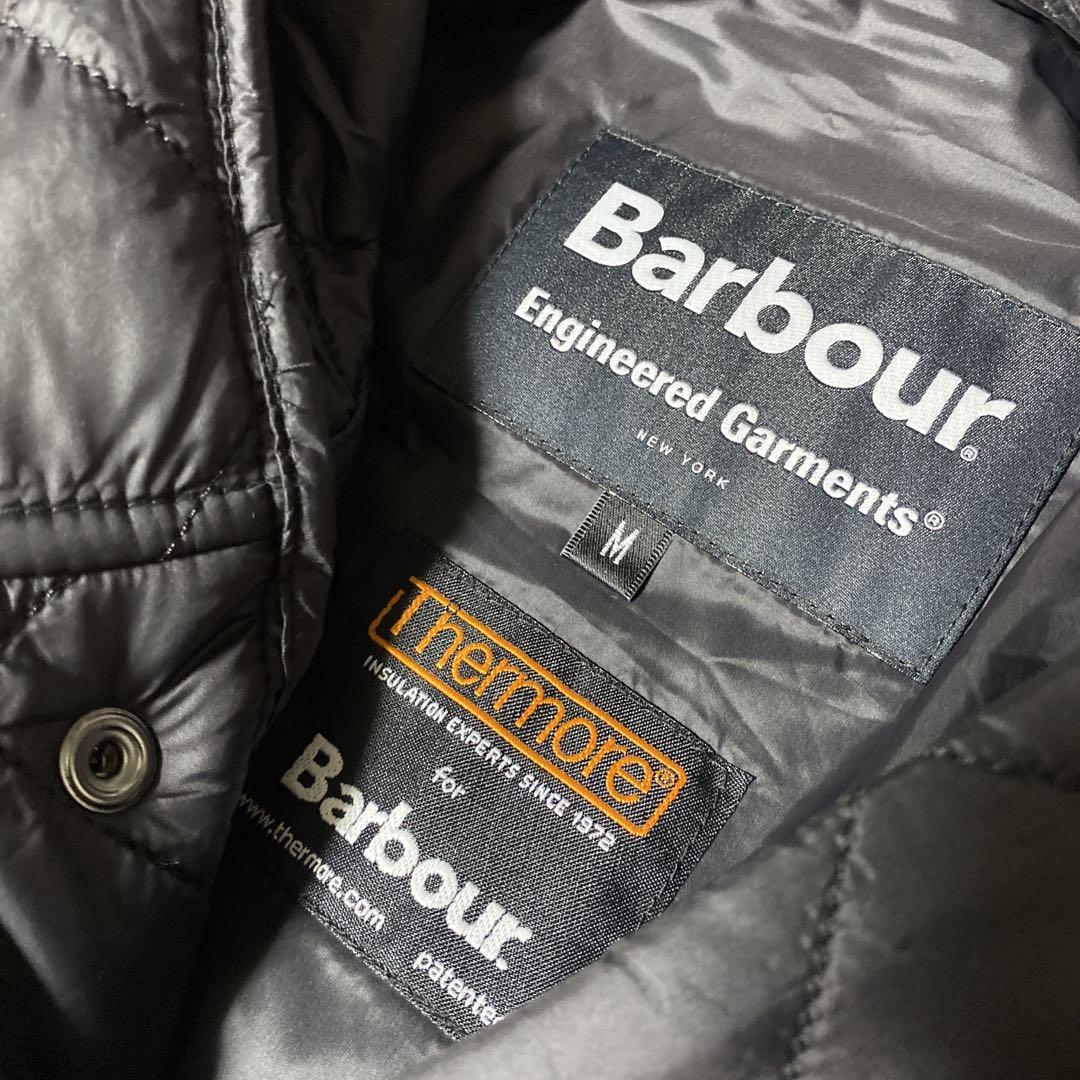 Barbour®
Engineered Garments®
NEW YORK
M
Thermore®
INSULATION EXPERTS SINCE 1972
for
Barbour.
www.thermore.com